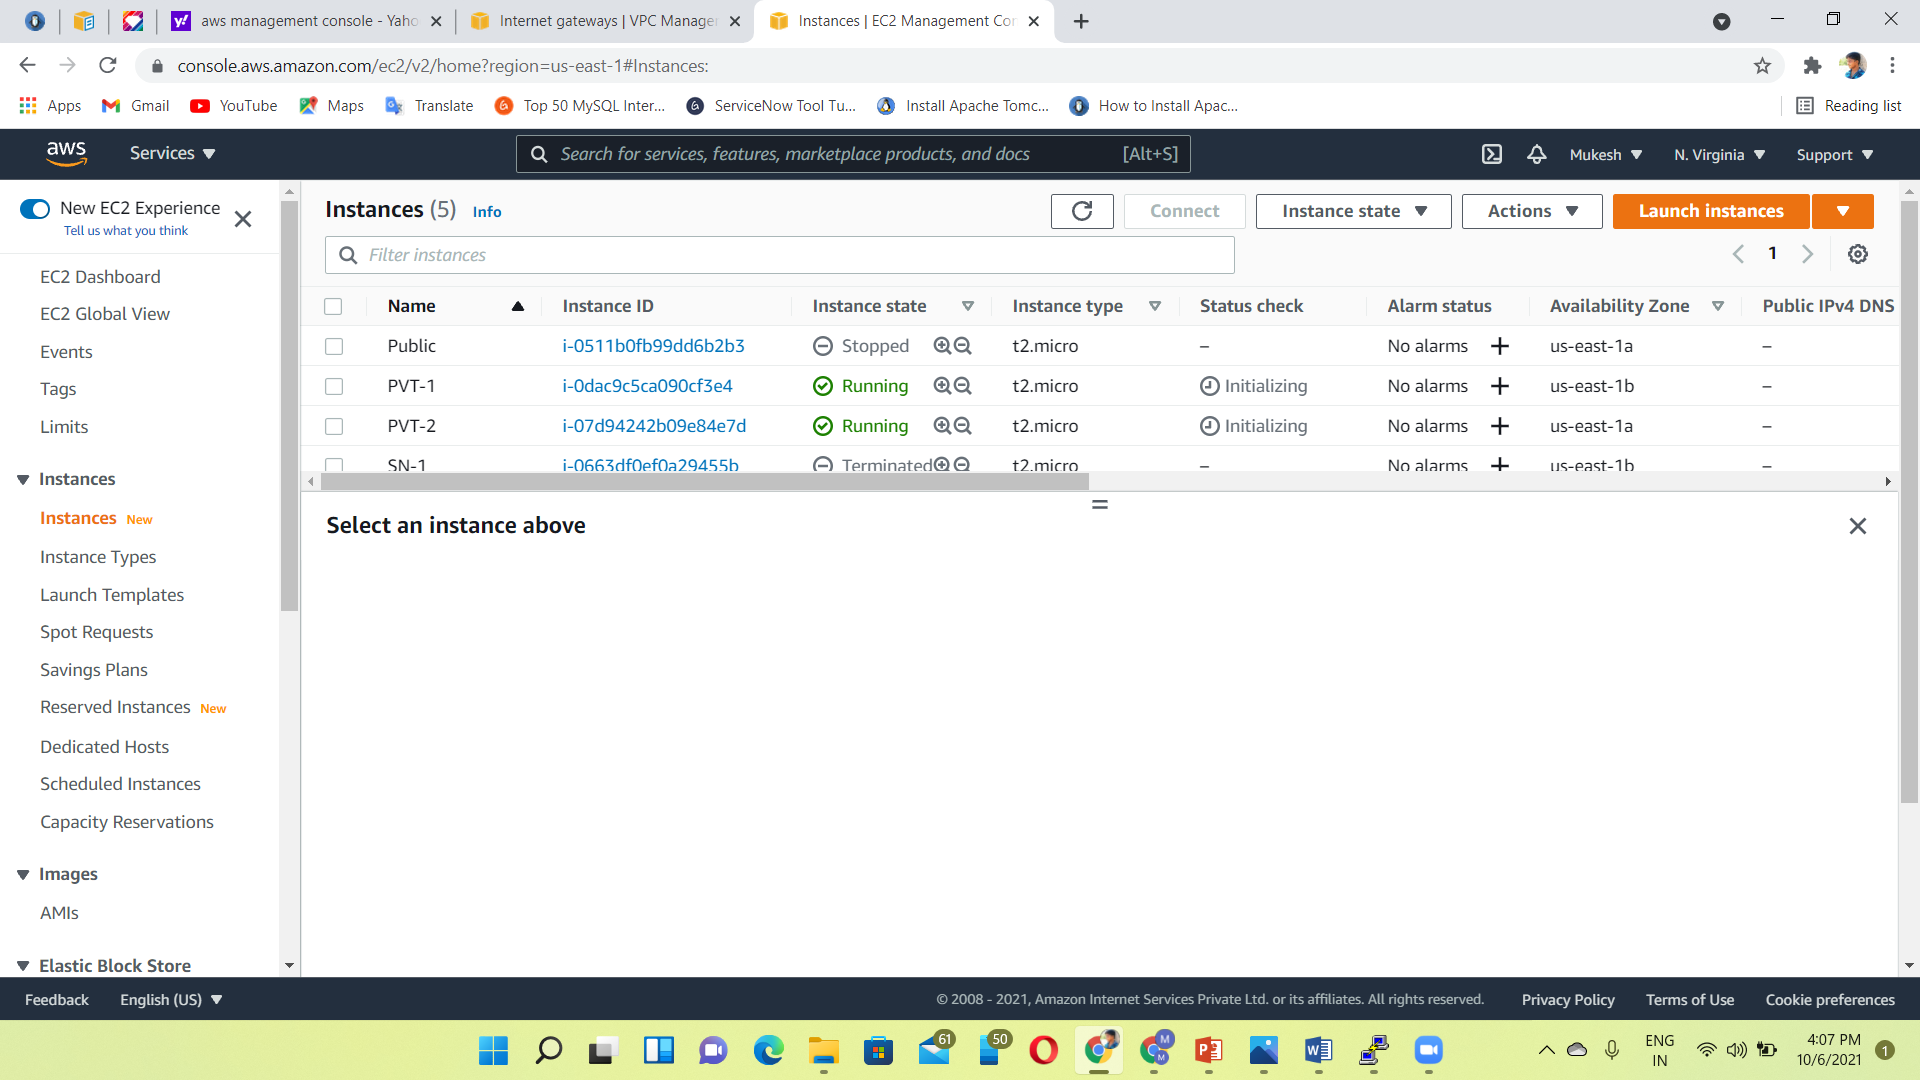 aws management console - Yaho
Internet gateways | VPC Manage
Instances | EC2 Management Con
console.aws.amazon.com/ec2/v2/home?region=us-east-1#Instances:
Apps
Gmail
YouTube
Maps
Translate
Top 50 MySQL Inter...
ServiceNow Tool Tu...
Install Apache Tomc...
How to Install Apac...
Reading list
aws
Services
Search for services, features, marketplace products, and docs
[Alt+S]
Mukesh
N. Virginia
Support
New EC2 Experience
Tell us what you think
EC2 Dashboard
EC2 Global View
Events
Tags
Limits
Instances
Instances New
Instance Types
Launch Templates
Spot Requests
Savings Plans
Reserved Instances New
Dedicated Hosts
Scheduled Instances
Capacity Reservations
Images
AMIs
Elastic Block Store
Instances (5) Info
Connect
Instance state
Actions
Launch instances
Filter instances
1
Name Instance ID Instance state Instance type Status check Alarm status Availability Zone Public IPv4 DNS
Public i-0511b0fb99dd6b2b3 Stopped t2.micro – No alarms + us-east-1a –
PVT-1 i-0dac9c5ca090cf3e4 Running t2.micro Initializing No alarms + us-east-1b –
PVT-2 i-07d94242b09e84e7d Running t2.micro Initializing No alarms + us-east-1a –
SN-1 i-0663df0ef0a29455b Terminated t2.micro – No alarms + us-east-1b –
Select an instance above
Feedback
English (US)
© 2008 - 2021, Amazon Internet Services Private Ltd. or its affiliates. All rights reserved.
Privacy Policy
Terms of Use
Cookie preferences
61
50
M
M
ENG
IN
4:07 PM
10/6/2021
1